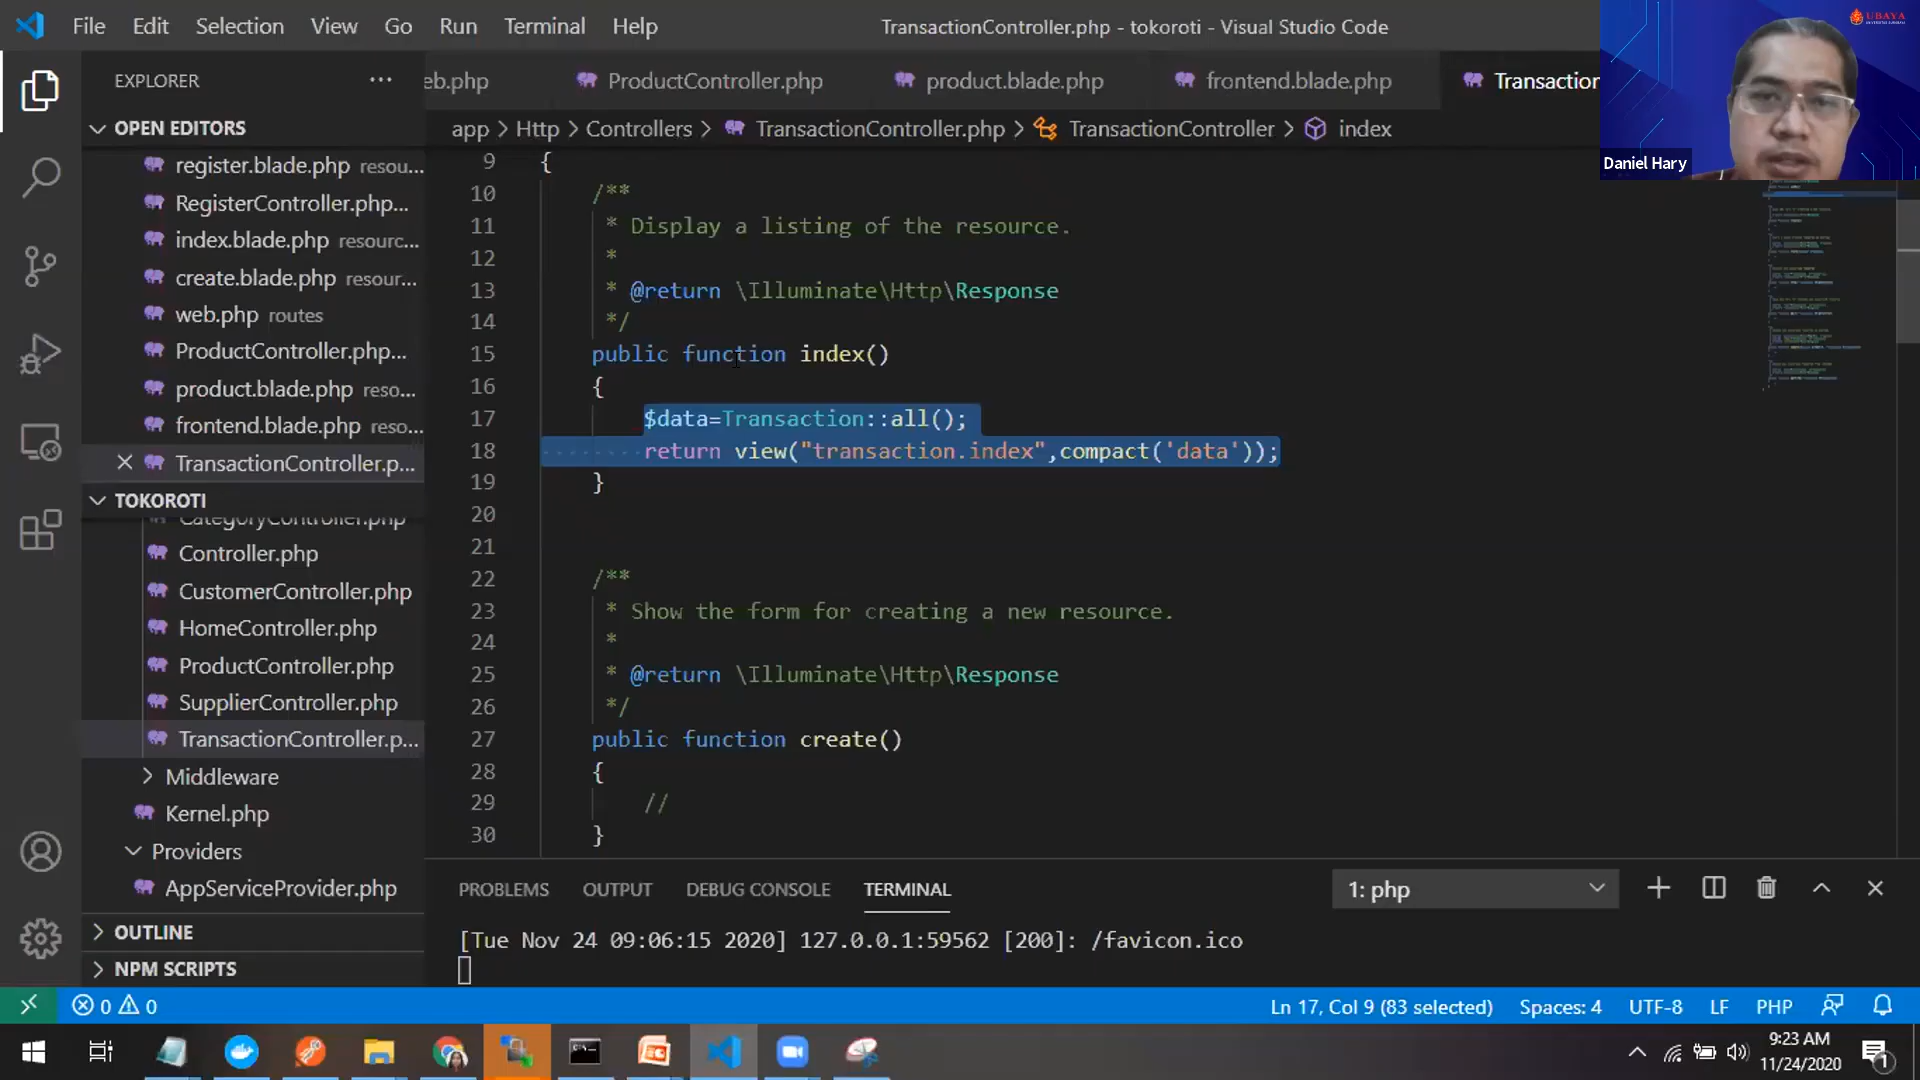 File Edit Selection View Go Run Terminal Help
TransactionController.php - tokoroti - Visual Studio Code
UBAYA
Daniel Hary
EXPLORER
eb.php ProductController.php product.blade.php frontend.blade.php Transaction
app > Http > Controllers > TransactionController.php > TransactionController > index
OPEN EDITORS
register.blade.php resou...
RegisterController.php...
index.blade.php resourc...
create.blade.php resour...
web.php routes
ProductController.php...
product.blade.php reso...
frontend.blade.php reso...
TransactionController.p...
TOKOROTI
CategoryController.php
Controller.php
CustomerController.php
HomeController.php
ProductController.php
SupplierController.php
TransactionController.p...
Middleware
Kernel.php
Providers
AppServiceProvider.php
OUTLINE
NPM SCRIPTS
9 {
10 /**
11 * Display a listing of the resource.
12 *
13 * @return \Illuminate\Http\Response
14 */
15 public function index()
16 {
17 $data=Transaction::all();
18 return view("transaction.index",compact('data'));
19 }
20
21
22 /**
23 * Show the form for creating a new resource.
24 *
25 * @return \Illuminate\Http\Response
26 */
27 public function create()
28 {
29 //
30 }
PROBLEMS OUTPUT DEBUG CONSOLE TERMINAL 1: php
[Tue Nov 24 09:06:15 2020] 127.0.0.1:59562 [200]: /favicon.ico
0 0 Ln 17, Col 9 (83 selected) Spaces: 4 UTF-8 LF PHP
9:23 AM
11/24/2020
1